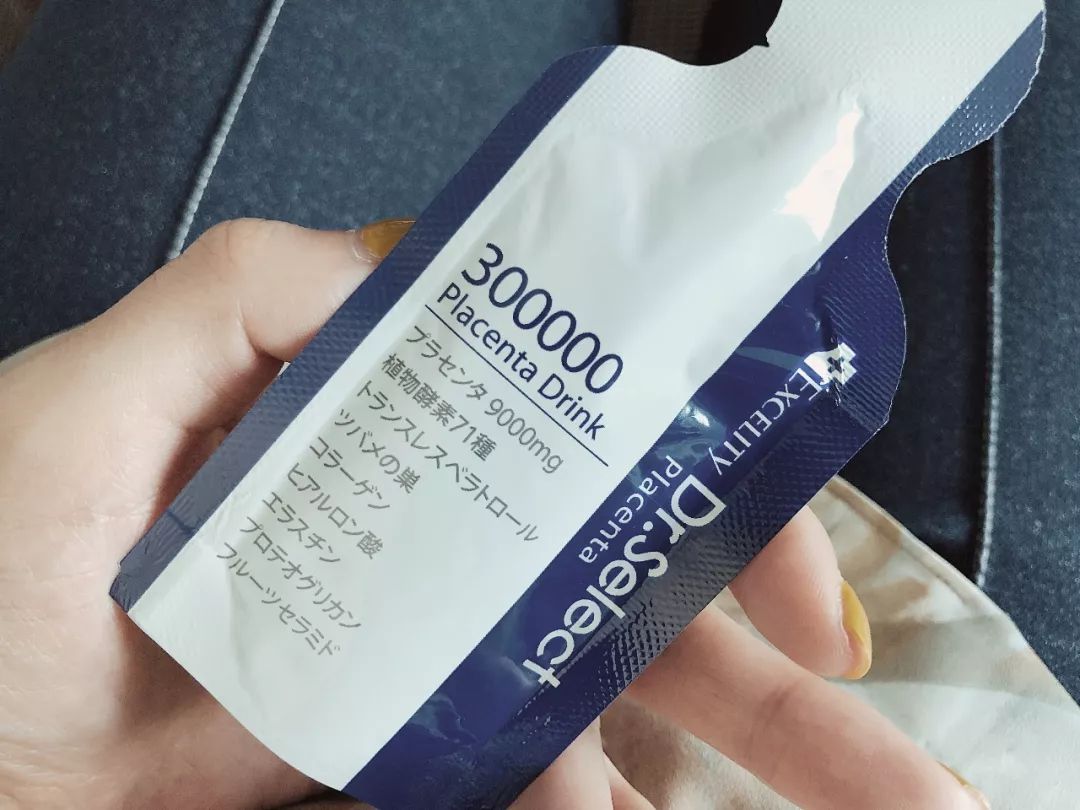 300000
Placenta Drink
プラセンタ 9000mg
植物酵素71種
トランスレスベラトロール
ツバメの巣
コラーゲン
ヒアルロン酸
エラスチン
プロテオグリカン
フルーツセラミド
EXCELITY
Dr.Select
Placenta